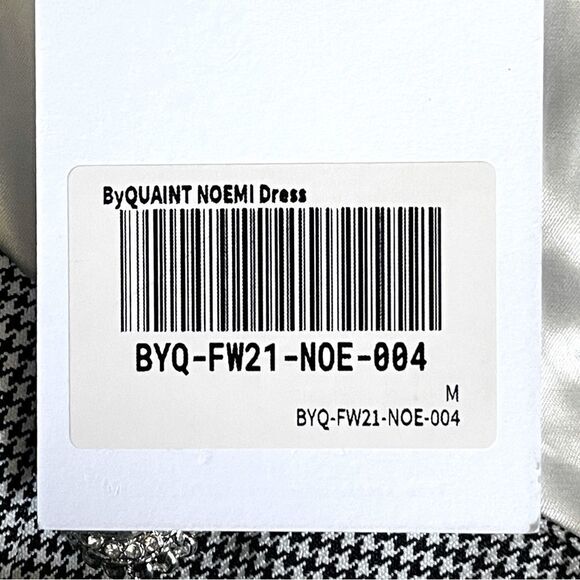 ByQUAINT NOEMI Dress
BYQ-FW21-NOE-004
M
BYQ-FW21-NOE-004